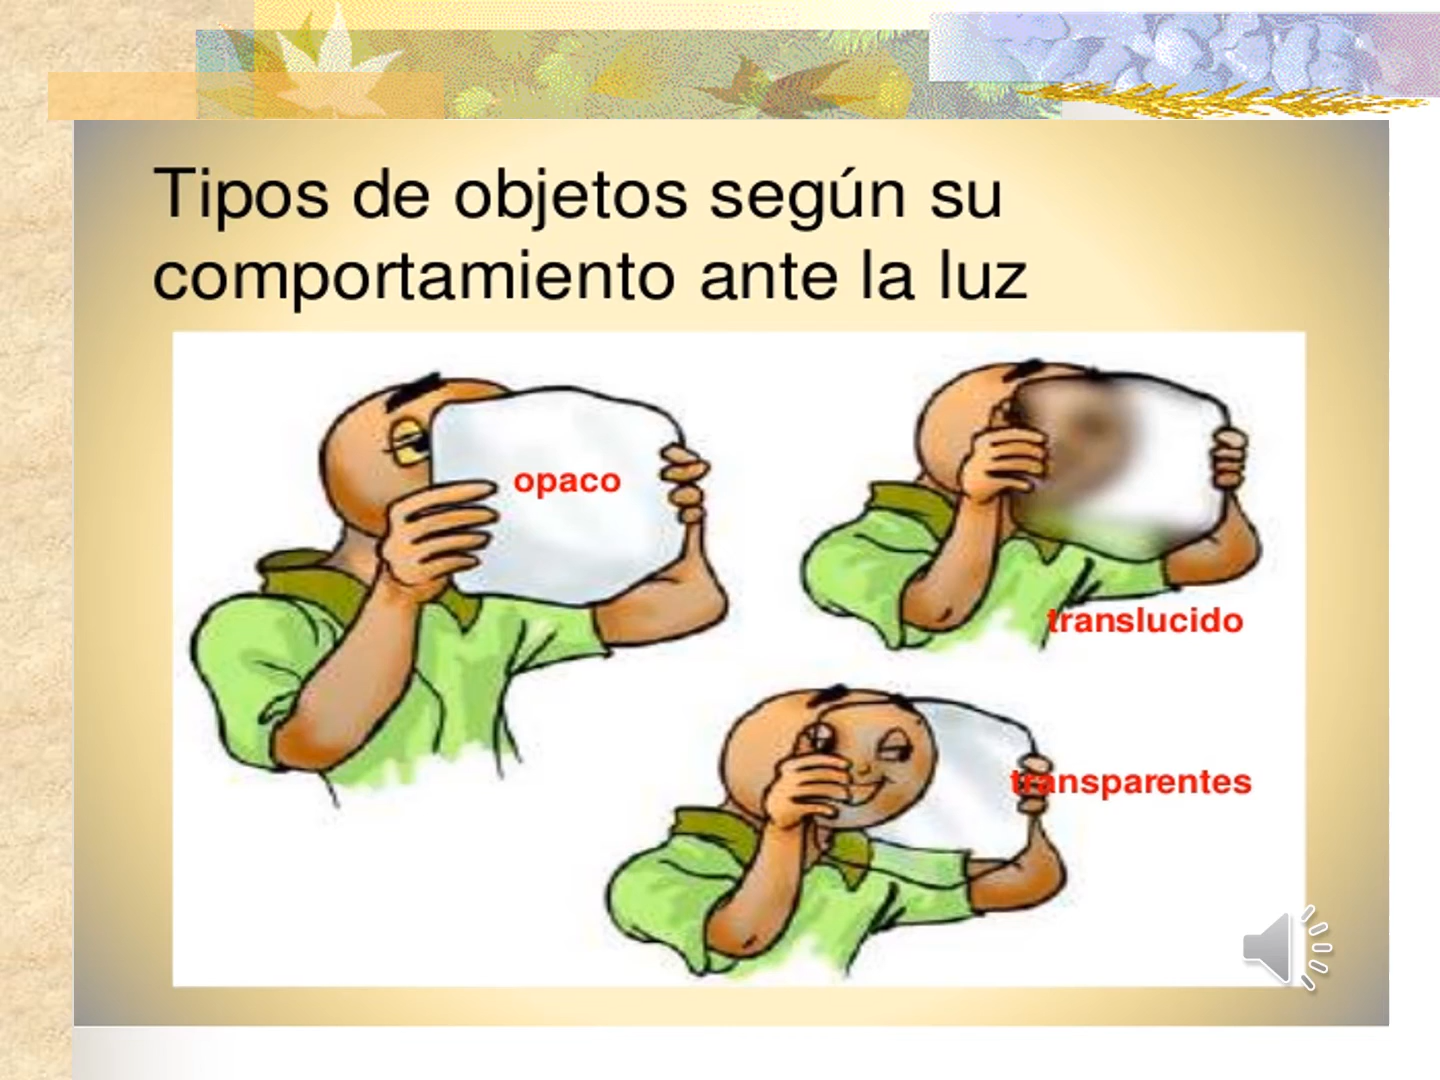 Tipos de objetos según su
comportamiento ante la luz
opaco
translucido
transparentes